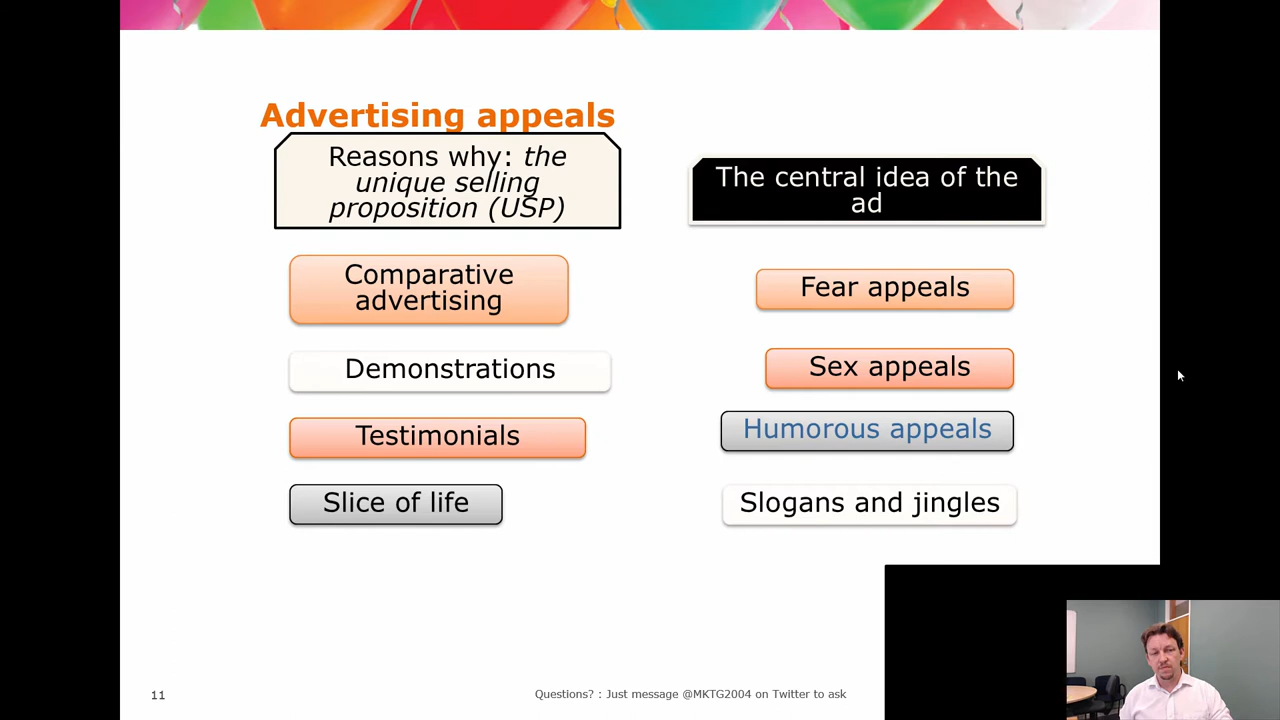 Advertising appeals
Reasons why: the
unique selling
proposition (USP)
The central idea of the
ad
Comparative
advertising
Fear appeals
Demonstrations
Sex appeals
Testimonials
Humorous appeals
Slice of life
Slogans and jingles
11
Questions? : Just message @MKTG2004 on Twitter to ask